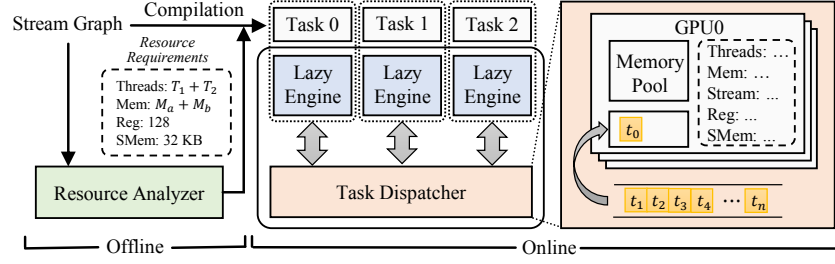 Stream Graph
Compilation
Resource
Requirements
Threads: T₁ + T₂
Mem: Mₐ + M_b
Reg: 128
SMem: 32 KB
Resource Analyzer
Offline
Task 0
Task 1
Task 2
Lazy Engine
Lazy Engine
Lazy Engine
Task Dispatcher
Online
GPU0
Memory
Pool
Threads: ...
Mem: ...
Stream: ...
Reg: ...
SMem: ...
t₀
t₁ t₂ t₃ t₄ ··· tₙ